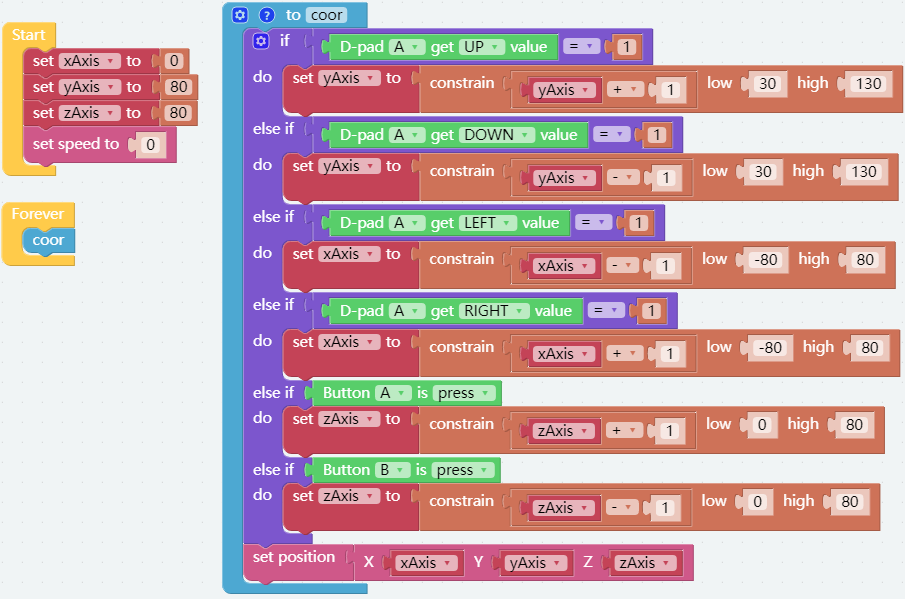 Start
set xAxis to 0
set yAxis to 80
set zAxis to 80
set speed to 0
Forever
coor
? to coor
if D-pad A get UP value = 1
do set yAxis to constrain yAxis + 1 low 30 high 130
else if D-pad A get DOWN value = 1
do set yAxis to constrain yAxis - 1 low 30 high 130
else if D-pad A get LEFT value = 1
do set xAxis to constrain xAxis - 1 low -80 high 80
else if D-pad A get RIGHT value = 1
do set xAxis to constrain xAxis + 1 low -80 high 80
else if Button A is press
do set zAxis to constrain zAxis + 1 low 0 high 80
else if Button B is press
do set zAxis to constrain zAxis - 1 low 0 high 80
set position X xAxis Y yAxis Z zAxis